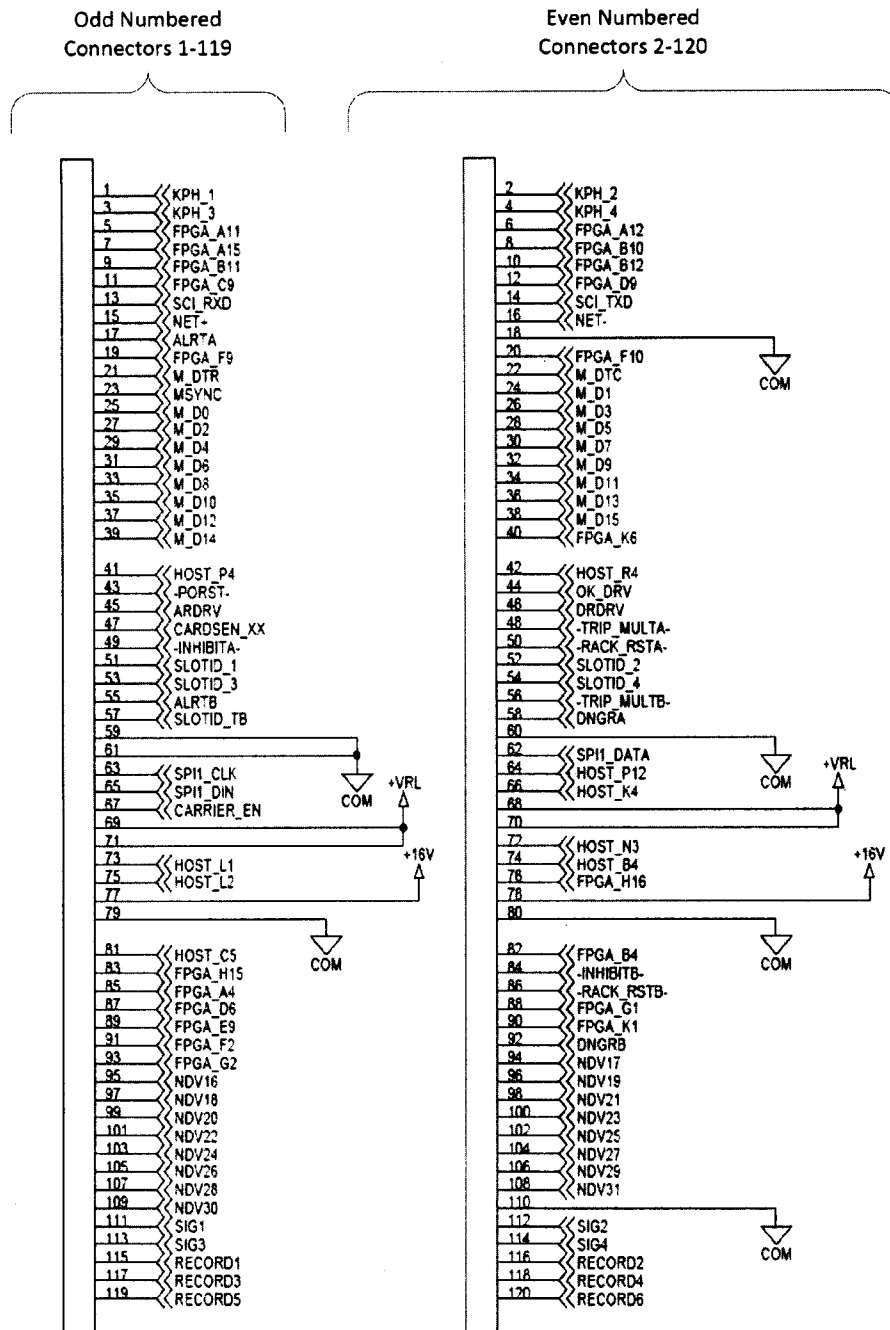 Odd Numbered
Connectors 1-119
Even Numbered
Connectors 2-120
1 KPH_1
3 KPH_3
5 FPGA_A11
7 FPGA_A15
9 FPGA_B11
11 FPGA_C9
13 SCI_RXD
15 NET+
17 ALRTA
19 FPGA_F9
21 M_DTR
23 MSYNC
25 M_D0
27 M_D2
29 M_D4
31 M_D6
33 M_D8
35 M_D10
37 M_D12
39 M_D14
41 HOST_P4
43 -PORST-
45 ARDRV
47 CARDSEN_XX
49 -INHIBITA-
51 SLOTID_1
53 SLOTID_3
55 ALRTB
57 SLOTID_TB
59
61
COM
63 SPI1_CLK
65 SPI1_DIN
67 CARRIER_EN
+VRL
69
71
73 HOST_L1
75 HOST_L2
+16V
77
79
COM
81 HOST_C5
83 FPGA_H15
85 FPGA_A4
87 FPGA_D6
89 FPGA_E9
91 FPGA_F2
93 FPGA_G2
95 NDV16
97 NDV18
99 NDV20
101 NDV22
103 NDV24
105 NDV26
107 NDV28
109 NDV30
111 SIG1
113 SIG3
115 RECORD1
117 RECORD3
119 RECORD5
2 KPH_2
4 KPH_4
6 FPGA_A12
8 FPGA_B10
10 FPGA_B12
12 FPGA_D9
14 SCI_TXD
16 NET-
18
COM
20 FPGA_F10
22 M_DTC
24 M_D1
26 M_D3
28 M_D5
30 M_D7
32 M_D9
34 M_D11
36 M_D13
38 M_D15
40 FPGA_K6
42 HOST_R4
44 OK_DRV
46 DRDRV
48 -TRIP_MULTA-
50 -RACK_RSTA-
52 SLOTID_2
54 SLOTID_4
56 -TRIP_MULTB-
58 DNGRA
60
COM
62 SPI1_DATA
64 HOST_P12
66 HOST_K4
+VRL
68
70
72 HOST_N3
74 HOST_B4
76 FPGA_H16
+16V
78
80
COM
82 FPGA_B4
84 -INHIBITB-
86 -RACK_RSTB-
88 FPGA_G1
90 FPGA_K1
92 DNGRB
94 NDV17
96 NDV19
98 NDV21
100 NDV23
102 NDV25
104 NDV27
106 NDV29
108 NDV31
110
COM
112 SIG2
114 SIG4
116 RECORD2
118 RECORD4
120 RECORD6